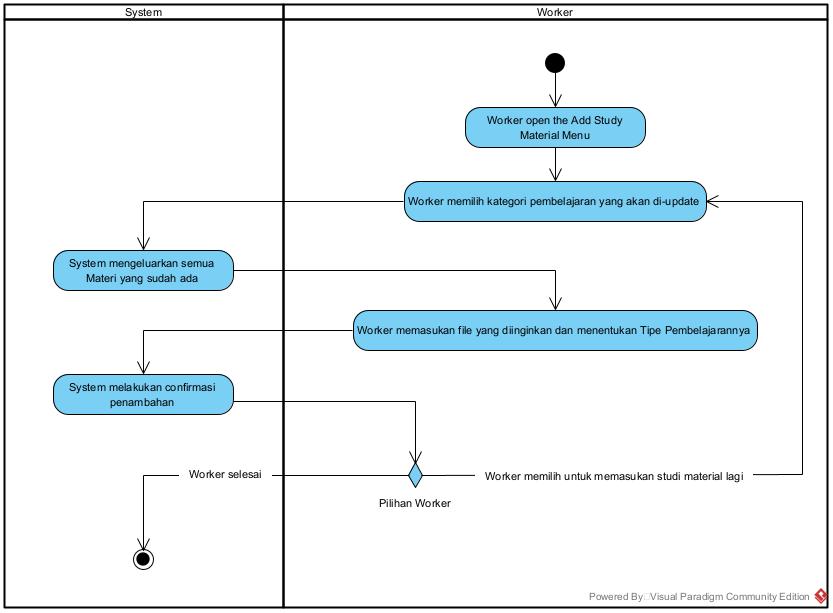 System
Worker
Worker open the Add Study
Material Menu
Worker memilih kategori pembelajaran yang akan di-update
System mengeluarkan semua
Materi yang sudah ada
Worker memasukan file yang diinginkan dan menentukan Tipe Pembelajarannya
System melakukan confirmasi
penambahan
Worker selesai
Worker memilih untuk memasukan studi material lagi
Pilihan Worker
Powered By Visual Paradigm Community Edition